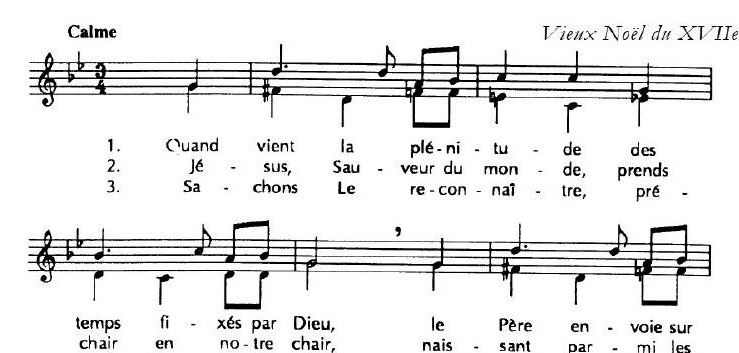 Calme
Vieux Noël du XVIIe
3
4
1. Quand vient la plé-ni-tu-de des
2. Jé-sus, Sau-veur du mon-de, prends
3. Sa-chons Le re-con-naî-tre, pré-
temps fi-xés par Dieu, le Père en-voie sur
chair en no-tre chair, nais-sant par-mi les